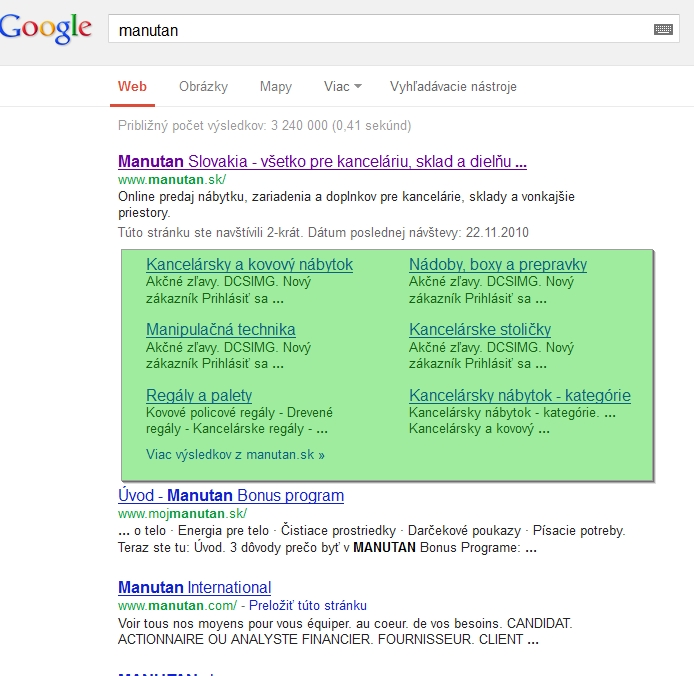 Google
manutan
Web Obrázky Mapy Viac Vyhľadávacie nástroje
Približný počet výsledkov: 3 240 000 (0,41 sekúnd)
Manutan Slovakia - všetko pre kanceláriu, sklad a dielňu ...
www.manutan.sk/
Online predaj nábytku, zariadenia a doplnkov pre kancelárie, sklady a vonkajšie
priestory.
Túto stránku ste navštívili 2-krát. Dátum poslednej návštevy: 22.11.2010
Kancelársky a kovový nábytok
Akčné zľavy. DCSIMG. Nový
zákazník Prihlásiť sa ...
Nádoby, boxy a prepravky
Akčné zľavy. DCSIMG. Nový
zákazník Prihlásiť sa ...
Manipulačná technika
Akčné zľavy. DCSIMG. Nový
zákazník Prihlásiť sa ...
Kancelárske stoličky
Akčné zľavy. DCSIMG. Nový
zákazník Prihlásiť sa ...
Regály a palety
Kovové policové regály - Drevené
regály - Kancelárske regály - ...
Kancelársky nábytok - kategórie
Kancelársky nábytok - kategórie. ...
Kancelársky a kovový ...
Viac výsledkov z manutan.sk »
Úvod - Manutan Bonus program
www.mojmanutan.sk/
... o telo · Energia pre telo · Čistiace prostriedky · Darčekové poukazy · Písacie potreby.
Teraz ste tu: Úvod. 3 dôvody prečo byť v MANUTAN Bonus Programe: ...
Manutan International
www.manutan.com/ - Preložiť túto stránku
Voir tous nos moyens pour vous équiper. au coeur. de vos besoins. CANDIDAT.
ACTIONNAIRE OU ANALYSTE FINANCIER. FOURNISSEUR. CLIENT ...
MANUTAN